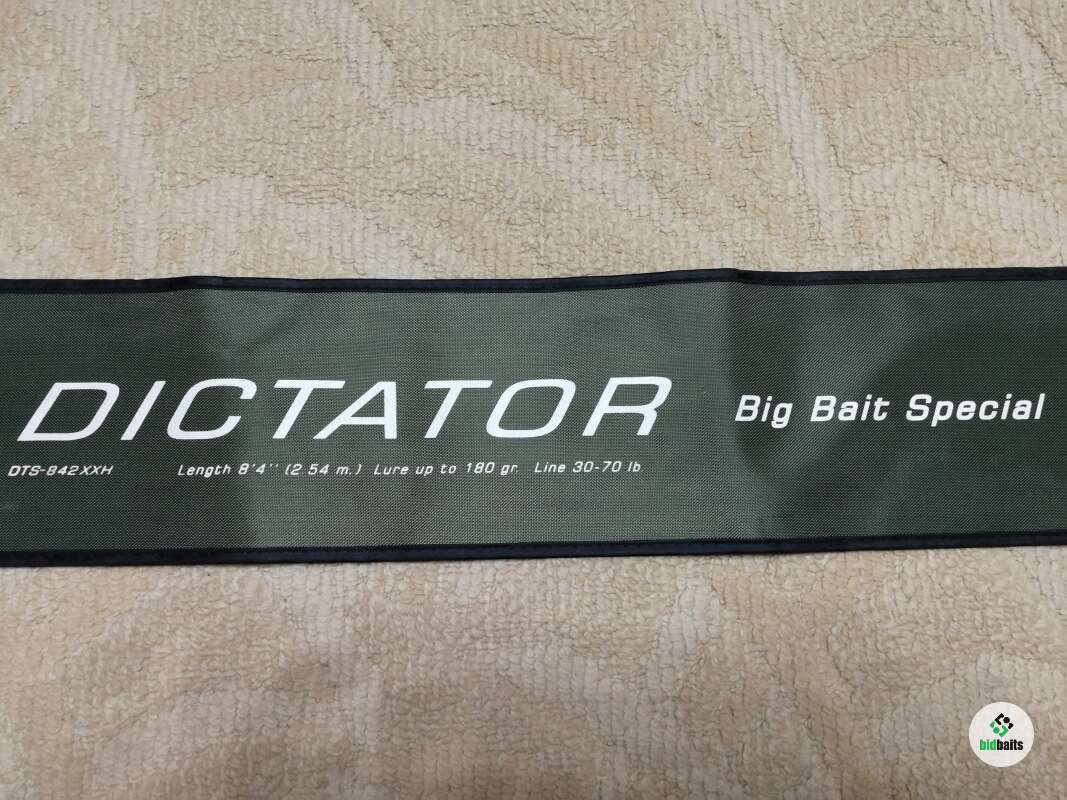 DICTATOR Big Bait Special
DTS-842XXH Length 8'4'' (2.54 m.) Lure up to 180 gr. Line 30-70 lb
bidbaits